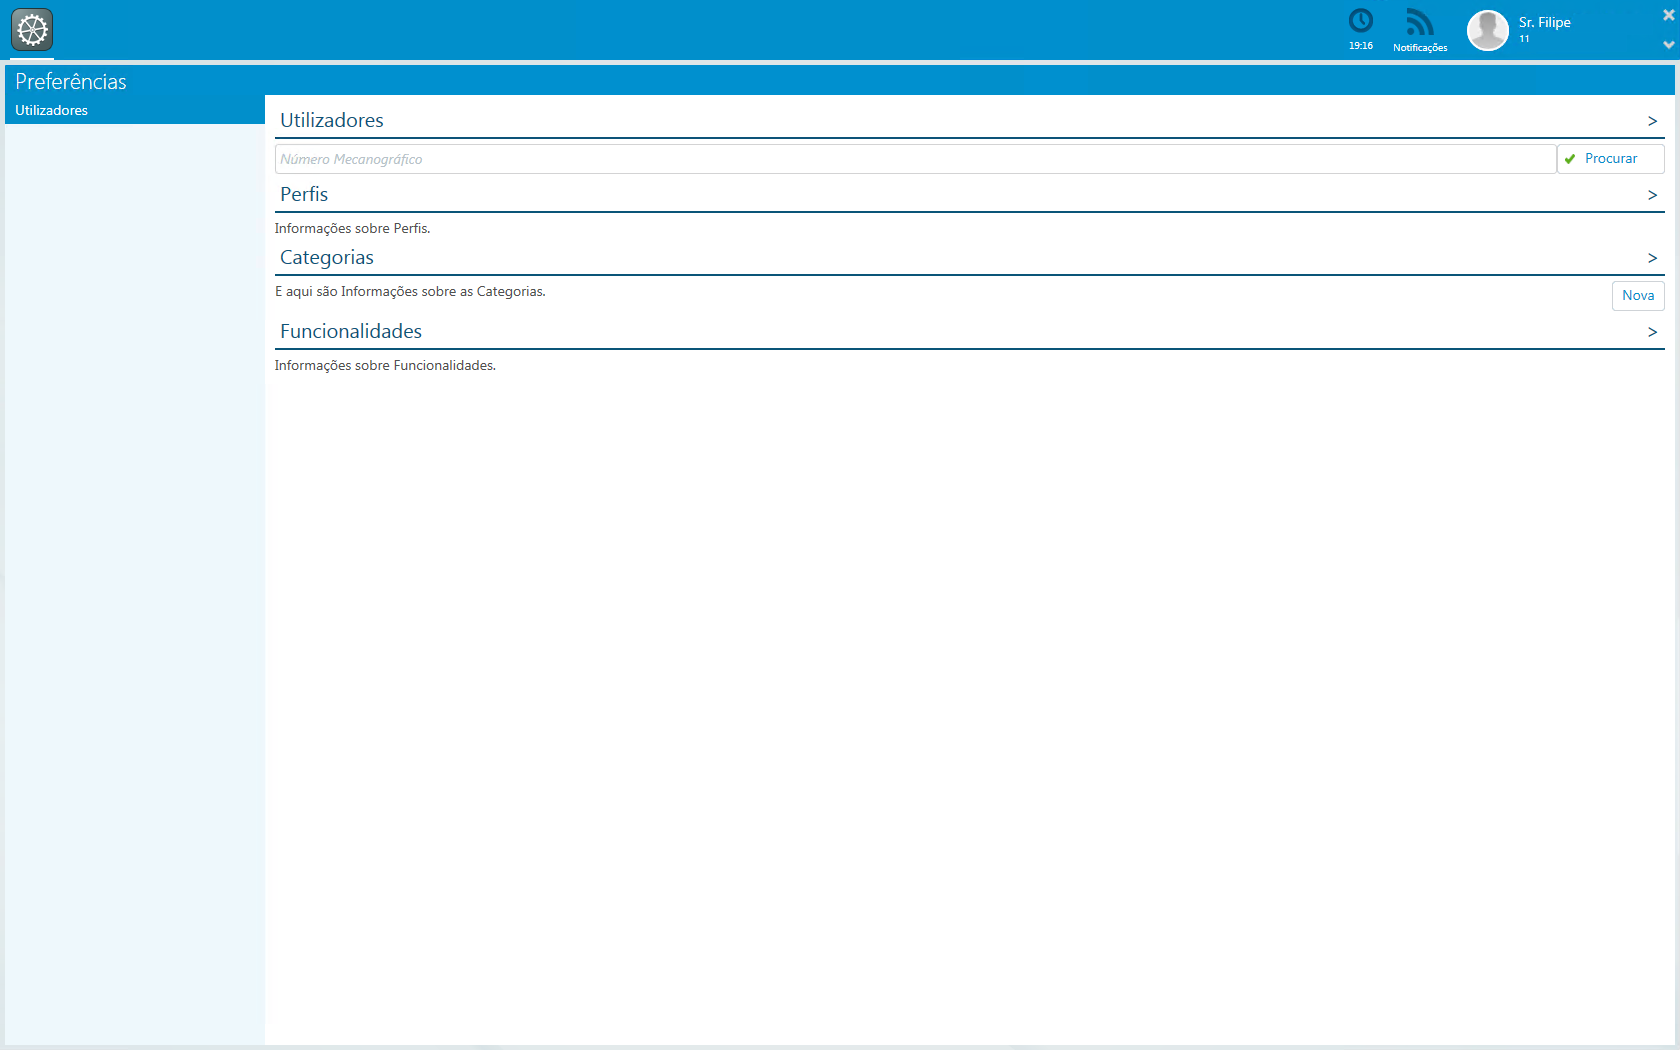 19:16
Notificações
Sr. Filipe
11
Preferências
Utilizadores
Utilizadores >
Número Mecanográfico
Procurar
Perfis >
Informações sobre Perfis.
Categorias >
E aqui são Informações sobre as Categorias.
Nova
Funcionalidades >
Informações sobre Funcionalidades.